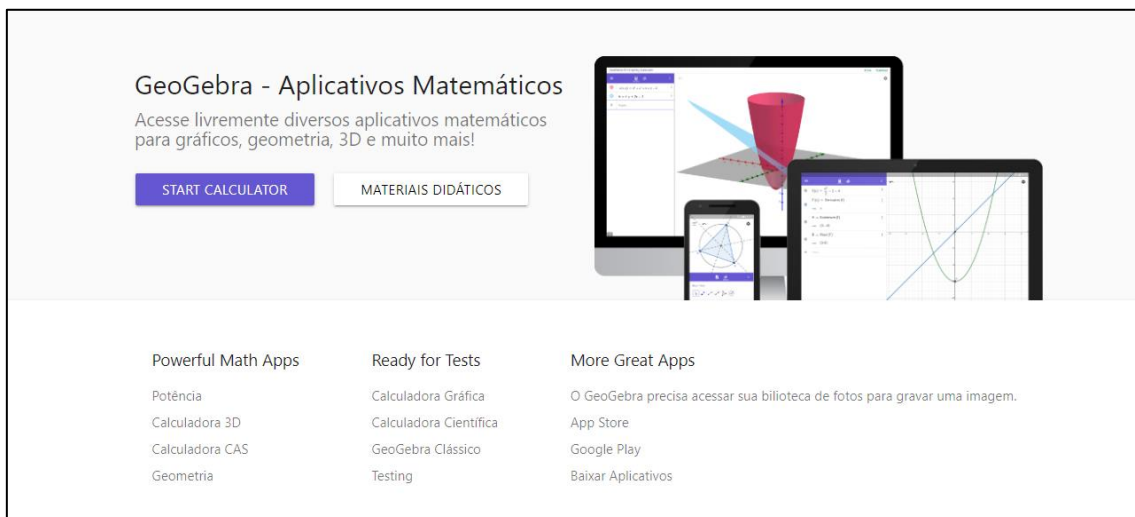 GeoGebra - Aplicativos Matemáticos
Acesse livremente diversos aplicativos matemáticos
para gráficos, geometria, 3D e muito mais!
START CALCULATOR
MATERIAIS DIDÁTICOS
Powerful Math Apps
Potência
Calculadora 3D
Calculadora CAS
Geometria
Ready for Tests
Calculadora Gráfica
Calculadora Científica
GeoGebra Clássico
Testing
More Great Apps
O GeoGebra precisa acessar sua bilioteca de fotos para gravar uma imagem.
App Store
Google Play
Baixar Aplicativos